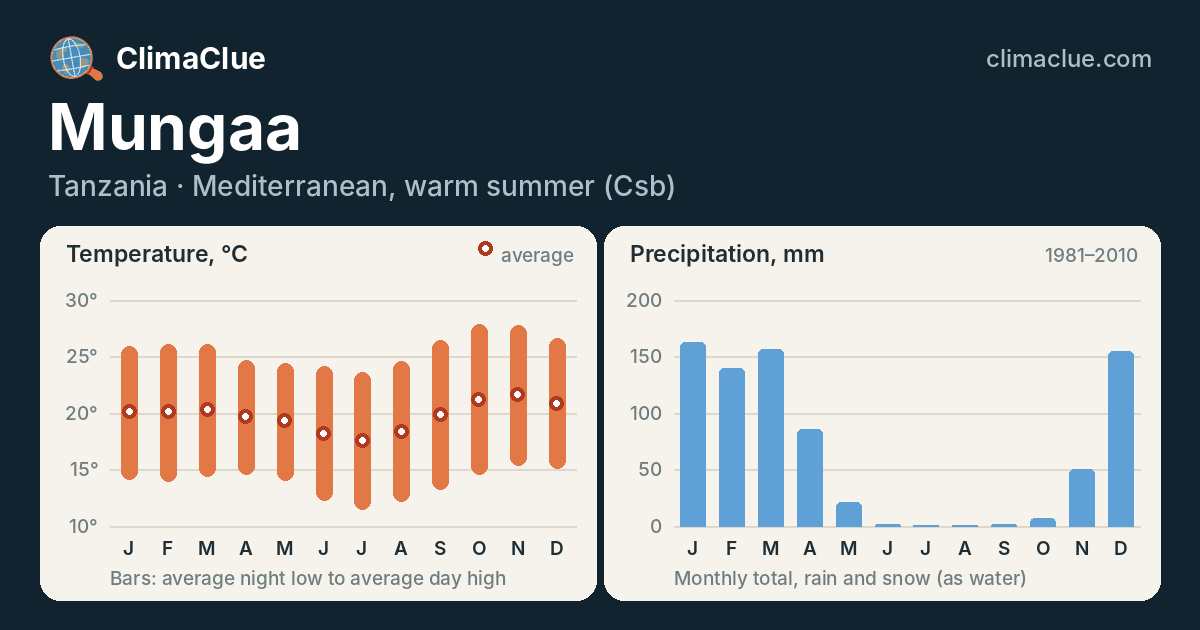 ClimaClue
climaclue.com
Mungaa
Tanzania · Mediterranean, warm summer (Csb)
Temperature, °C
average
30°
25°
20°
15°
10°
J F M A M J J A S O N D
Bars: average night low to average day high
Precipitation, mm
1981–2010
200
150
100
50
0
J F M A M J J A S O N D
Monthly total, rain and snow (as water)